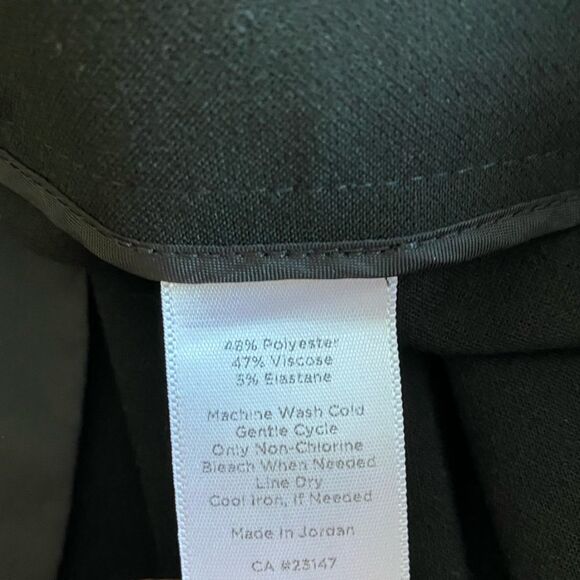 48% Polyester
47% Viscose
5% Elastane
Machine Wash Cold
Gentle Cycle
Only Non-Chlorine
Bleach When Needed
Line Dry
Cool Iron, If Needed
Made In Jordan
CA #23147